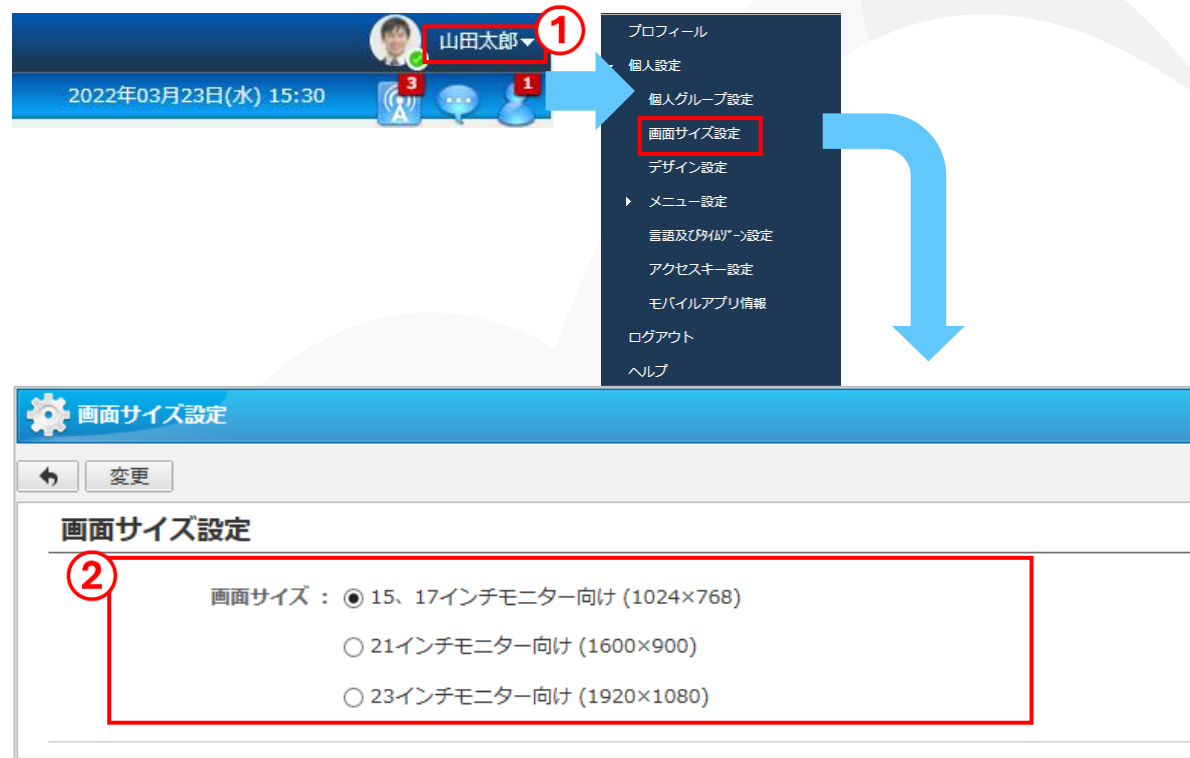 山田太郎▼
①
2022年03月23日(水) 15:30
3
1
プロフィール
個人設定
個人グループ設定
画面サイズ設定
デザイン設定
メニュー設定
言語及びﾀｲﾑｿﾞｰﾝ設定
アクセスキー設定
モバイルアプリ情報
ログアウト
ヘルプ
画面サイズ設定
変更
画面サイズ設定
②
画面サイズ : 15、17インチモニター向け (1024×768)
21インチモニター向け (1600×900)
23インチモニター向け (1920×1080)